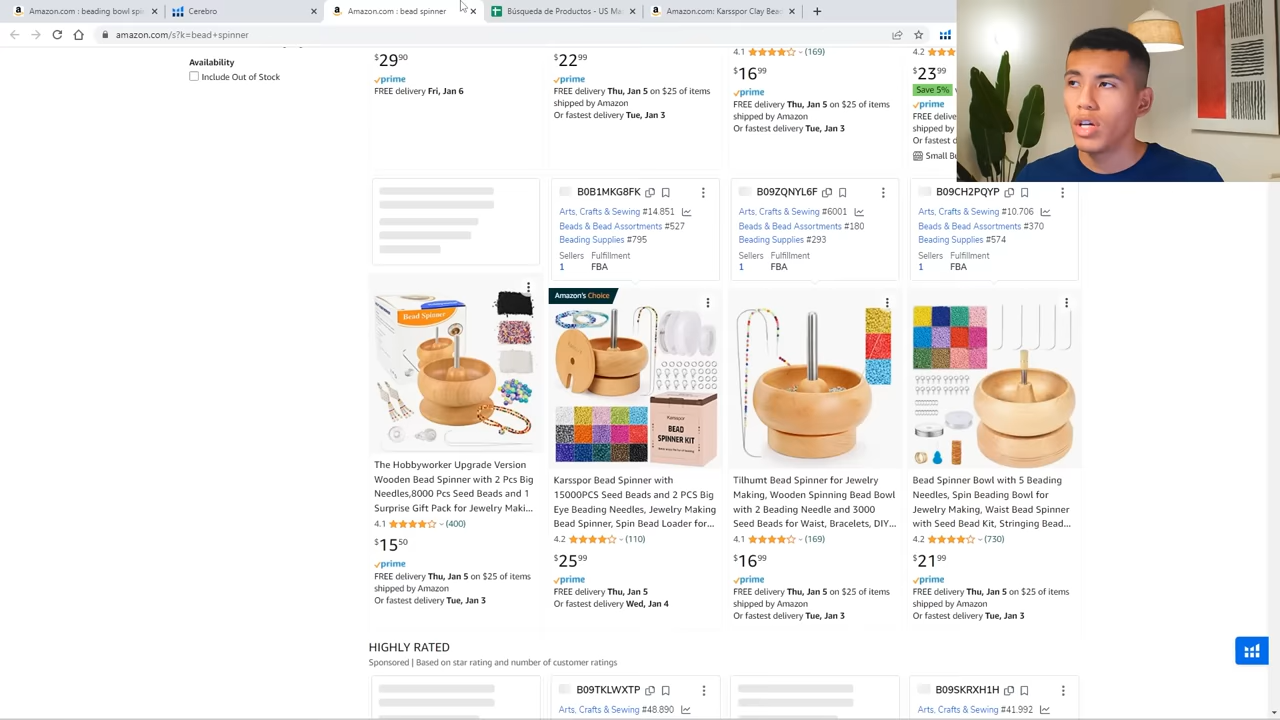 Amazon.com : beading bowl spi
Cerebro
Amazon.com : bead spinner
Búsqueda de Productos - US Ma
Amazon.com: Karsspor Clay Bea
amazon.com/s?k=bead+spinner
Availability
Include Out of Stock
$29 90
prime
FREE delivery Fri, Jan 6
$22 99
prime
FREE delivery Thu, Jan 5 on $25 of items
shipped by Amazon
Or fastest delivery Tue, Jan 3
4.1 (169)
$16 99
prime
FREE delivery Thu, Jan 5 on $25 of items
shipped by Amazon
Or fastest delivery Tue, Jan 3
4.2
$23 99
Save 5%
prime
FREE delive
shipped by
Or fastest d
Small Bu
B0B1MKG8FK
Arts, Crafts & Sewing #14.851
Beads & Bead Assortments #527
Beading Supplies #795
Sellers Fulfillment
1 FBA
B09ZQNYL6F
Arts, Crafts & Sewing #6001
Beads & Bead Assortments #180
Beading Supplies #293
Sellers Fulfillment
1 FBA
B09CH2PQYP
Arts, Crafts & Sewing #10.706
Beads & Bead Assortments #370
Beading Supplies #574
Sellers Fulfillment
1 FBA
Bead Spinner
Amazon's Choice
Karsspor
BEAD
SPINNER KIT
The Hobbyworker Upgrade Version
Wooden Bead Spinner with 2 Pcs Big
Needles,8000 Pcs Seed Beads and 1
Surprise Gift Pack for Jewelry Maki...
4.1 (400)
$15 50
prime
FREE delivery Thu, Jan 5 on $25 of items
shipped by Amazon
Or fastest delivery Tue, Jan 3
Karsspor Bead Spinner with
15000PCS Seed Beads and 2 PCS Big
Eye Beading Needles, Jewelry Making
Bead Spinner, Spin Bead Loader for...
4.2 (110)
$25 99
prime
FREE delivery Thu, Jan 5
Or fastest delivery Wed, Jan 4
Tilhumt Bead Spinner for Jewelry
Making, Wooden Spinning Bead Bowl
with 2 Beading Needle and 3000
Seed Beads for Waist, Bracelets, DIY...
4.1 (169)
$16 99
prime
FREE delivery Thu, Jan 5 on $25 of items
shipped by Amazon
Or fastest delivery Tue, Jan 3
Bead Spinner Bowl with 5 Beading
Needles, Spin Beading Bowl for
Jewelry Making, Waist Bead Spinner
with Seed Bead Kit, Stringing Bead...
4.2 (730)
$21 99
prime
FREE delivery Thu, Jan 5 on $25 of items
shipped by Amazon
Or fastest delivery Tue, Jan 3
HIGHLY RATED
Sponsored | Based on star rating and number of customer ratings
B09TKLWXTP
Arts, Crafts & Sewing #48.890
B09SKRXH1H
Arts, Crafts & Sewing #41.992